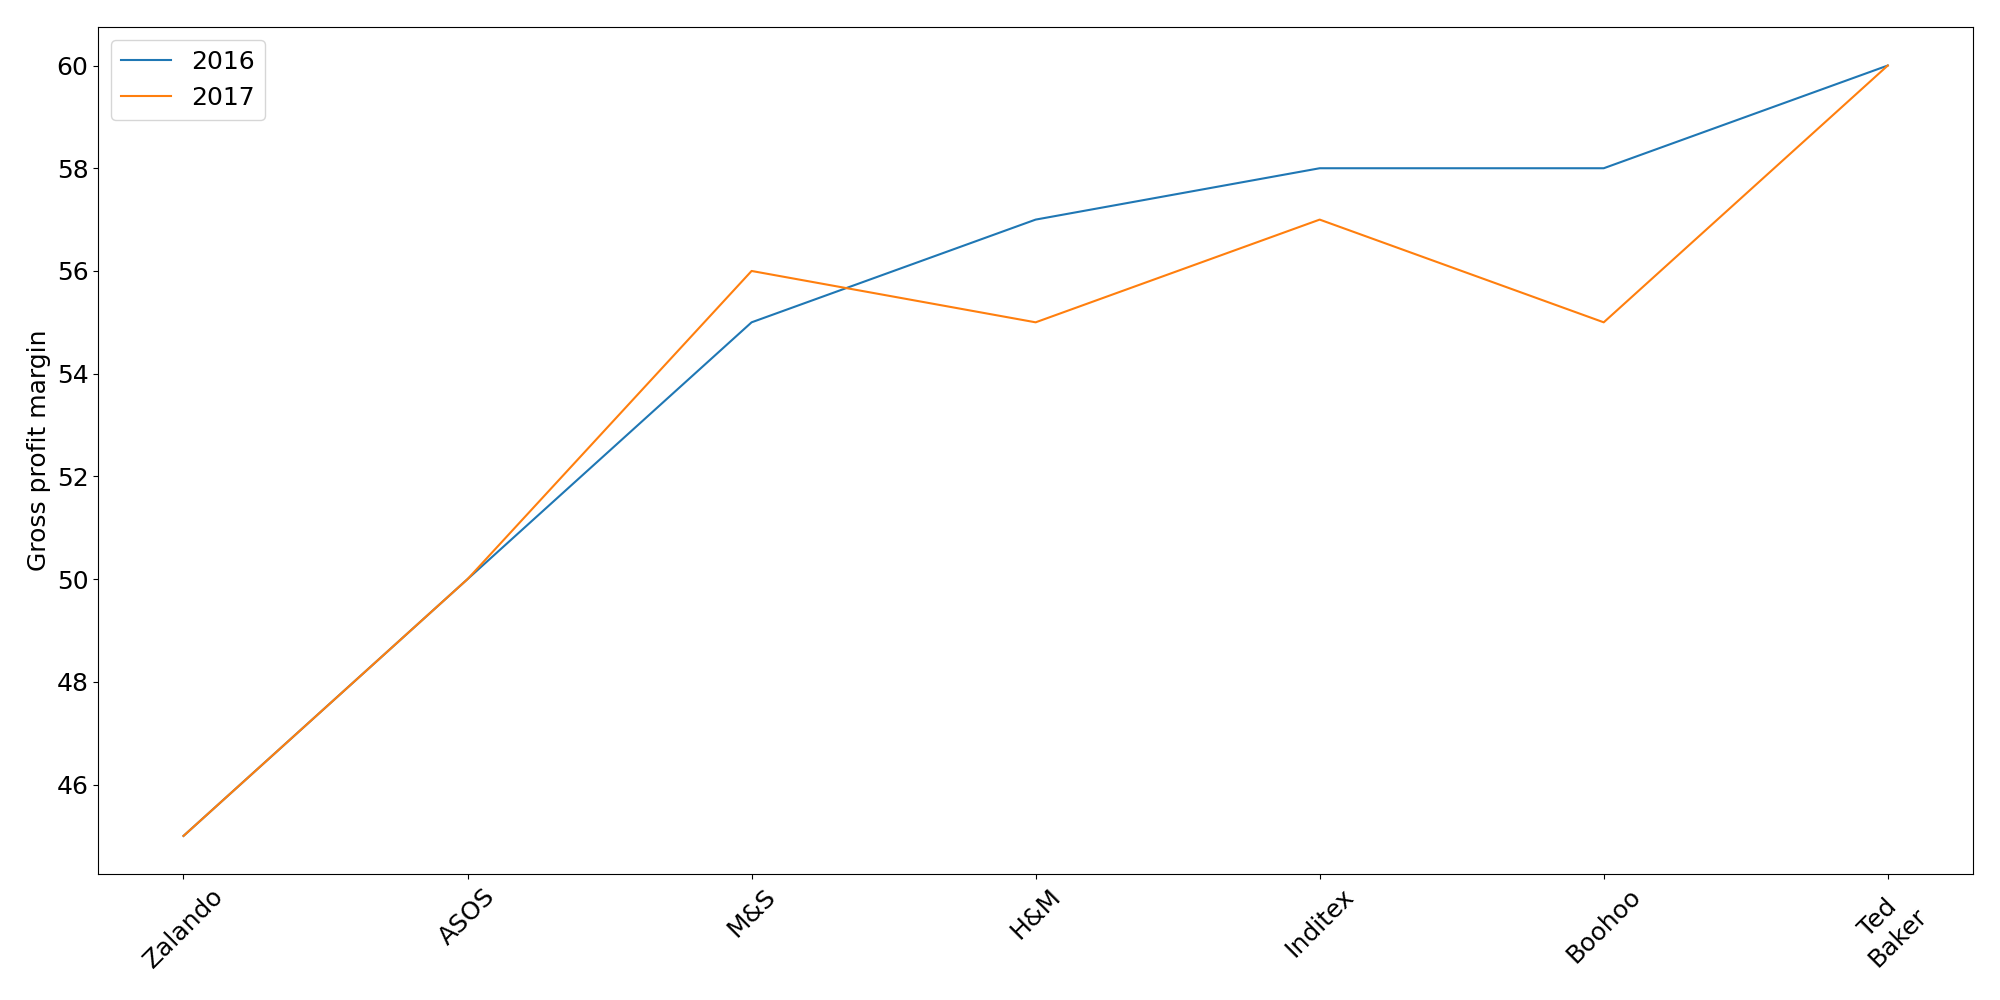 2016
2017
Gross profit margin
60
58
56
54
52
50
48
46
Zalando
ASOS
M&S
H&M
Inditex
Boohoo
Ted
Baker